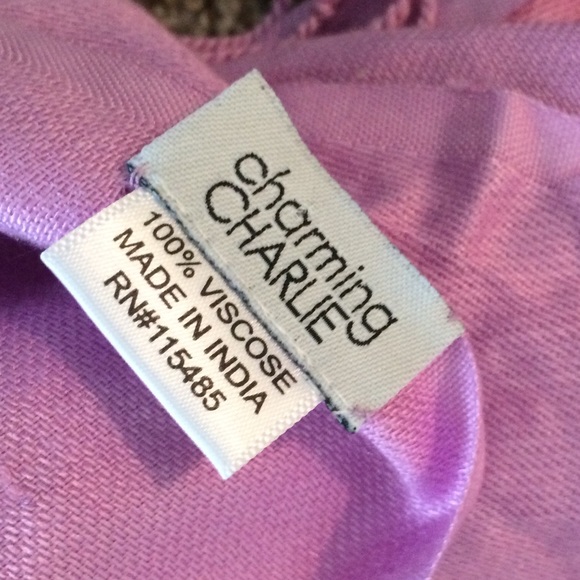 charming
CHARLIE
100% VISCOSE
MADE IN INDIA
RN#115485